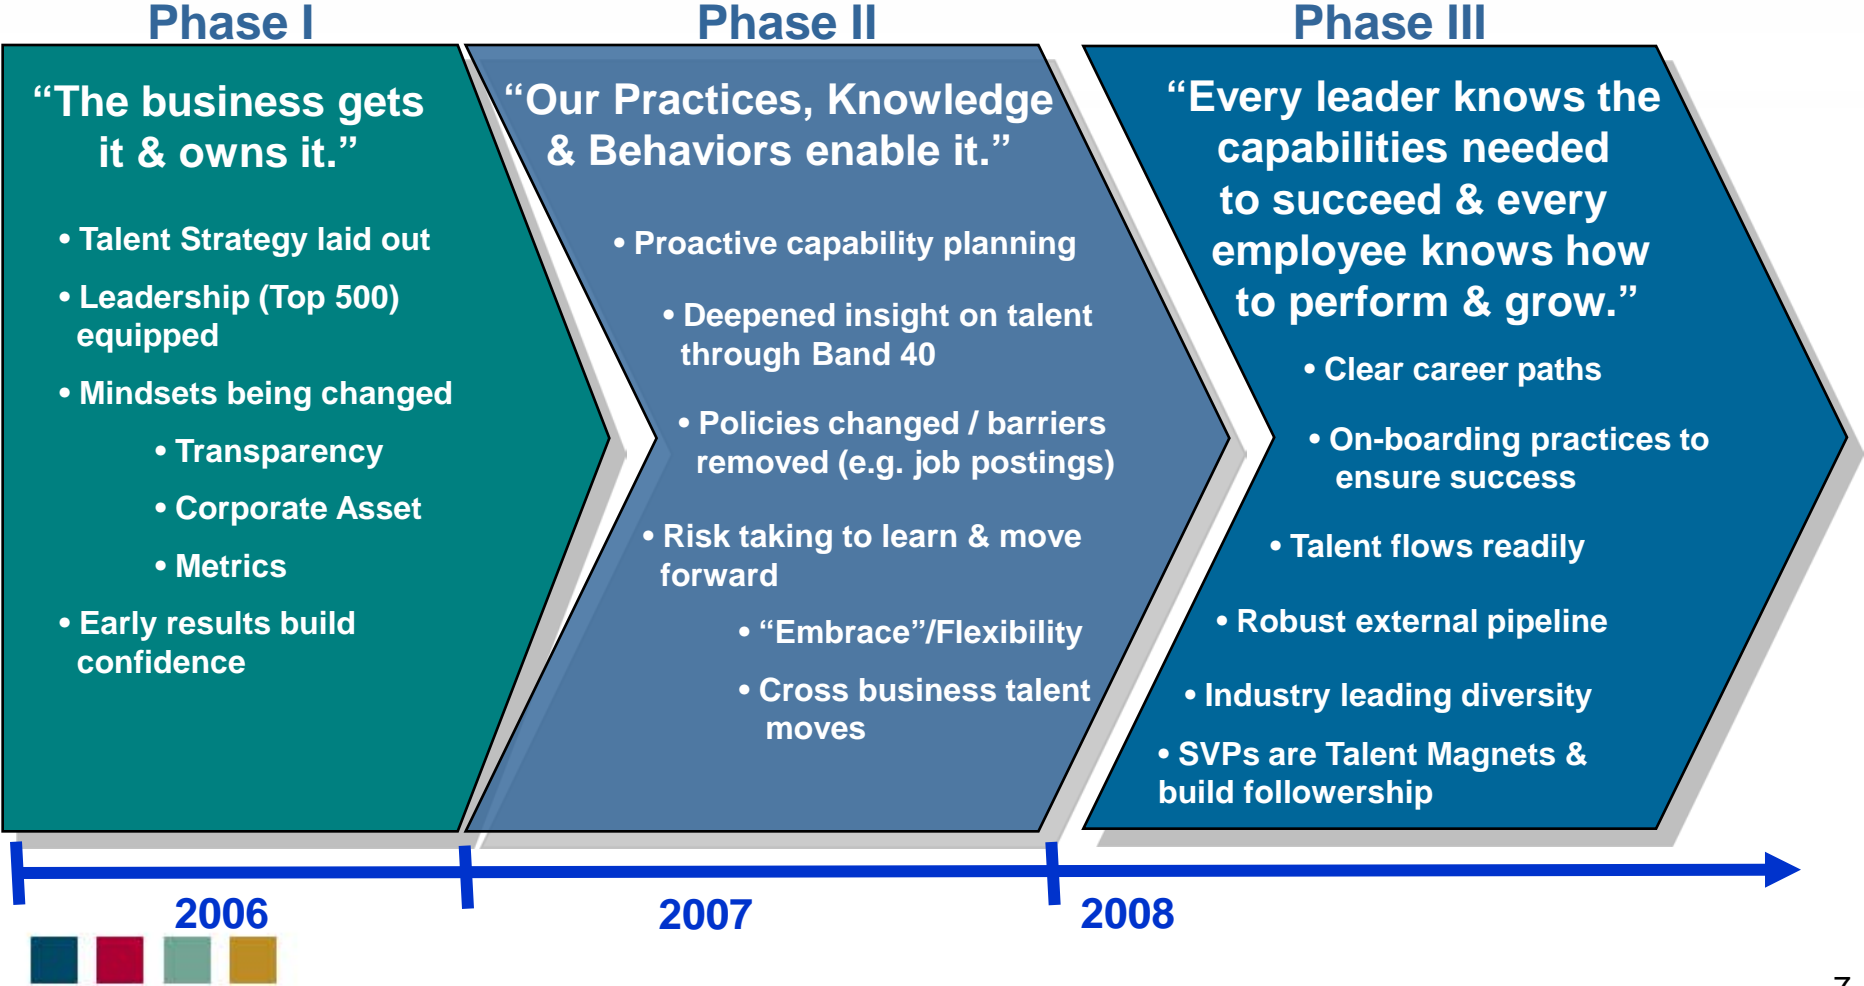 Phase I
“The business gets
it & owns it.”
• Talent Strategy laid out
• Leadership (Top 500)
equipped
• Mindsets being changed
• Transparency
• Corporate Asset
• Metrics
• Early results build
confidence
Phase II
“Our Practices, Knowledge
& Behaviors enable it.”
• Proactive capability planning
• Deepened insight on talent
through Band 40
• Policies changed / barriers
removed (e.g. job postings)
• Risk taking to learn & move
forward
• “Embrace”/Flexibility
• Cross business talent
moves
Phase III
“Every leader knows the
capabilities needed
to succeed & every
employee knows how
to perform & grow.”
• Clear career paths
• On-boarding practices to
ensure success
• Talent flows readily
• Robust external pipeline
• Industry leading diversity
• SVPs are Talent Magnets &
build followership
2006
2007
2008